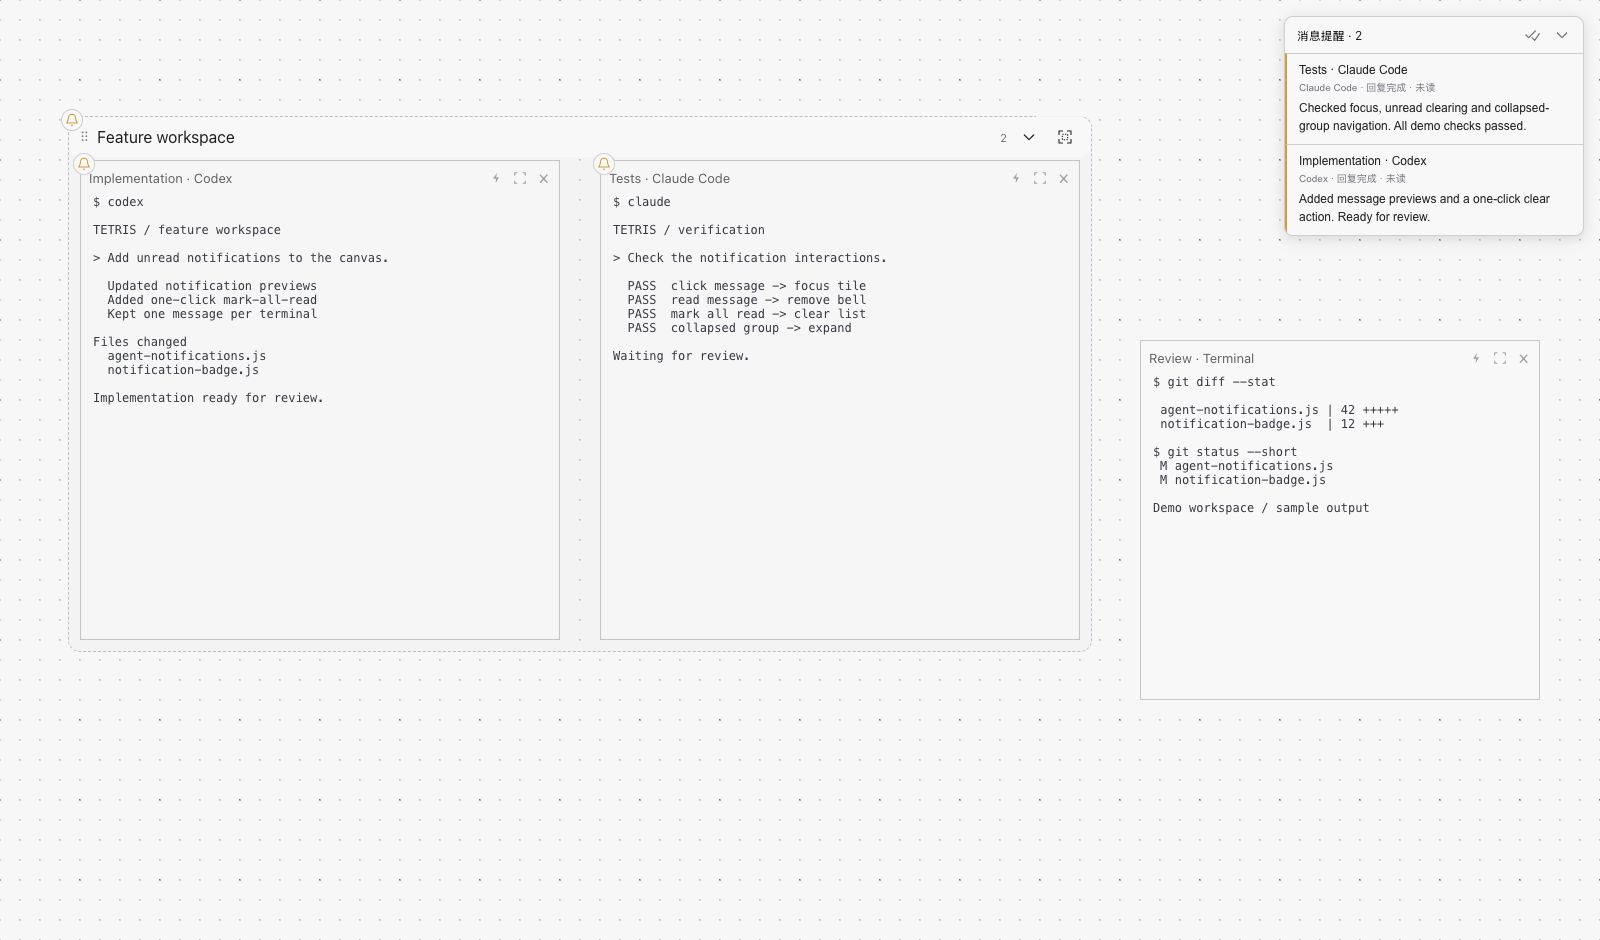 消息提醒 · 2
Tests · Claude Code
Claude Code · 回复完成 · 未读
Checked focus, unread clearing and collapsed-
group navigation. All demo checks passed.
Implementation · Codex
Codex · 回复完成 · 未读
Added message previews and a one-click clear
action. Ready for review.
Feature workspace
2
Implementation · Codex
$ codex
TETRIS / feature workspace
> Add unread notifications to the canvas.
Updated notification previews
Added one-click mark-all-read
Kept one message per terminal
Files changed
agent-notifications.js
notification-badge.js
Implementation ready for review.
Tests · Claude Code
$ claude
TETRIS / verification
> Check the notification interactions.
PASS  click message -> focus tile
PASS  read message -> remove bell
PASS  mark all read -> clear list
PASS  collapsed group -> expand
Waiting for review.
Review · Terminal
$ git diff --stat
agent-notifications.js | 42 +++++
notification-badge.js  | 12 +++
$ git status --short
M agent-notifications.js
M notification-badge.js
Demo workspace / sample output